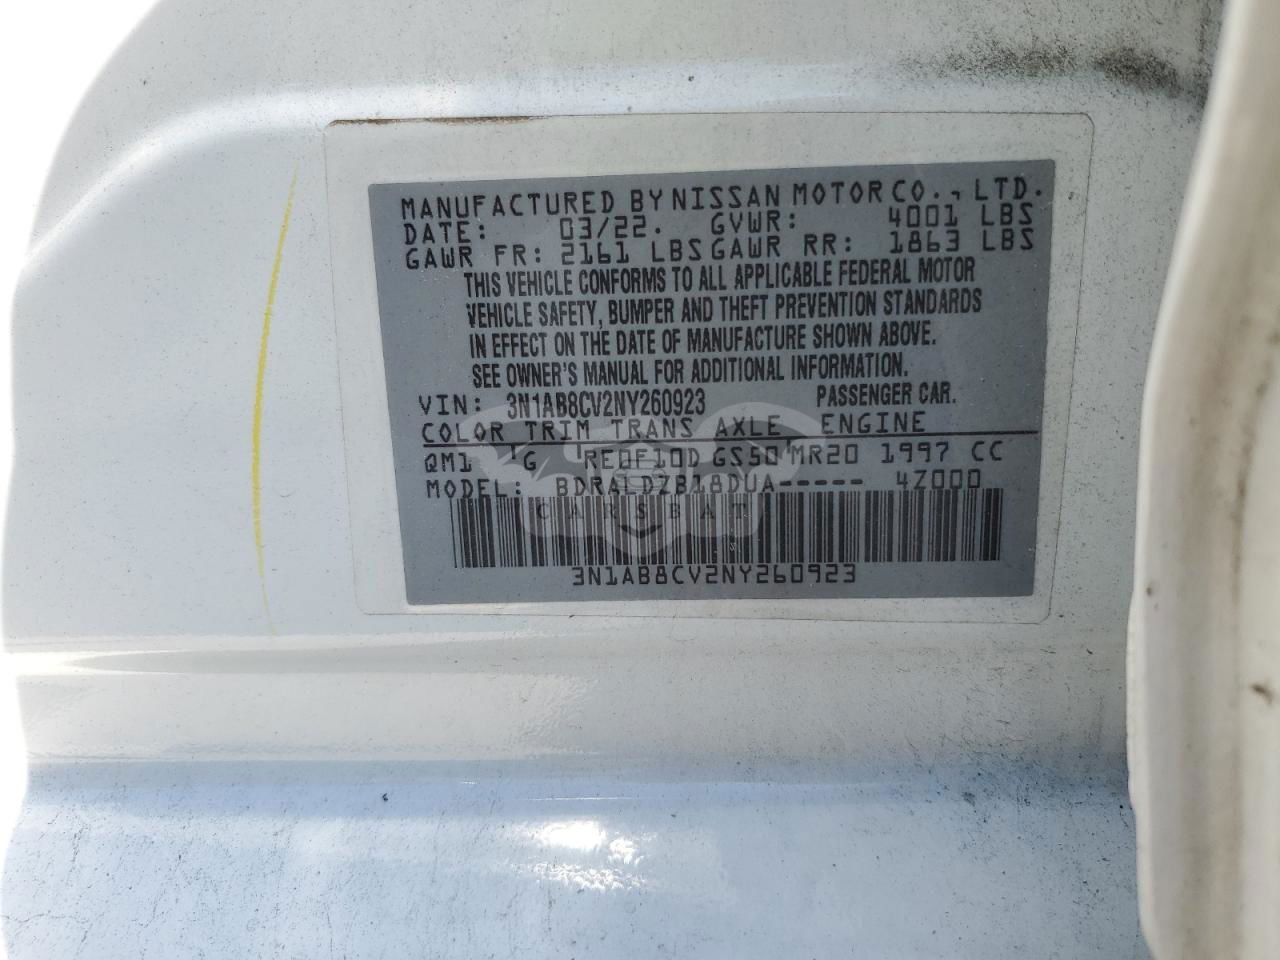 MANUFACTURED BY NISSAN MOTOR CO., LTD.
DATE: 03/22. GVWR: 4001 LBS
GAWR FR: 2161 LBS GAWR RR: 1863 LBS
THIS VEHICLE CONFORMS TO ALL APPLICABLE FEDERAL MOTOR
VEHICLE SAFETY, BUMPER AND THEFT PREVENTION STANDARDS
IN EFFECT ON THE DATE OF MANUFACTURE SHOWN ABOVE.
SEE OWNER'S MANUAL FOR ADDITIONAL INFORMATION.
VIN: 3N1AB8CV2NY260923 PASSENGER CAR.
COLOR TRIM TRANS AXLE ENGINE
QM1 G RE0F10D GS50 MR20 1997 CC
MODEL: BDRALDZB18DUA----- 4Z000
CARSBAT
3N1AB8CV2NY260923